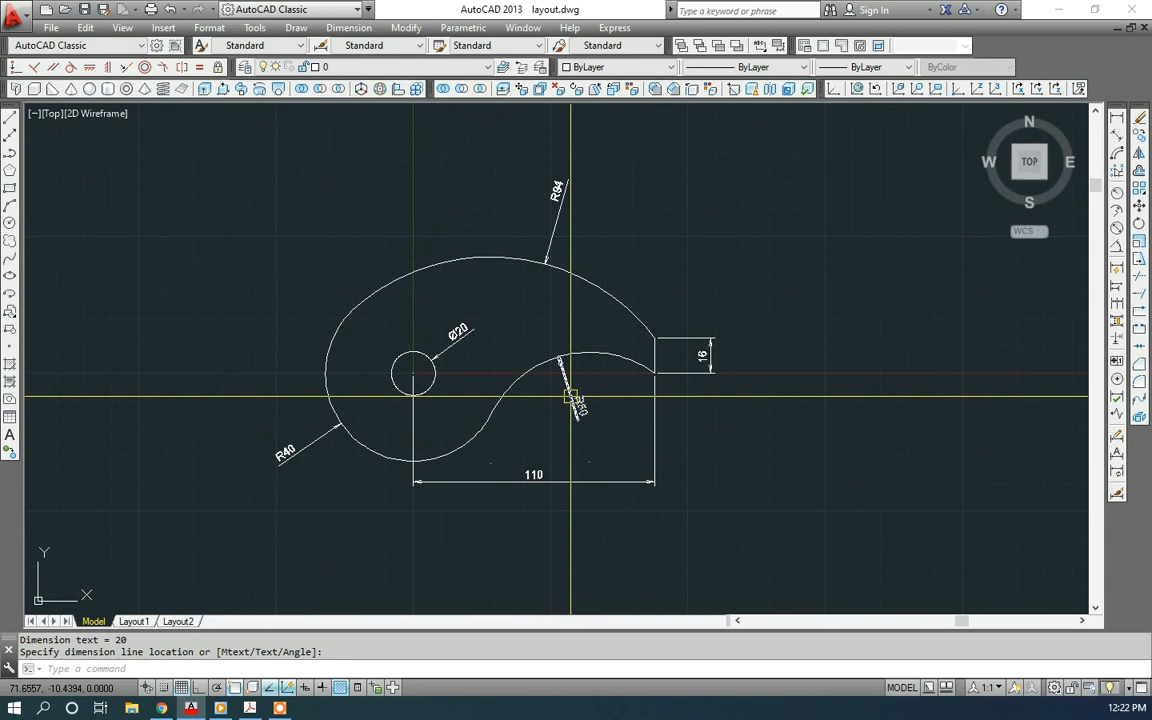 AutoCAD Classic
AutoCAD 2013 layout.dwg
Type a keyword or phrase
Sign In
File Edit View Insert Format Tools Draw Dimension Modify Parametric Window Help Express
AutoCAD Classic
Standard
Standard
Standard
Standard
0
ByLayer
ByLayer
ByLayer
ByColor
[−][Top][2D Wireframe]
N
W TOP E
S
WCS
R94
Ø20
16
R40
110
Y
X
Model Layout1 Layout2
Dimension text = 20
Specify dimension line location or [Mtext/Text/Angle]:
Type a command
71.6557, -10.4394, 0.0000
MODEL
1:1
12:22 PM